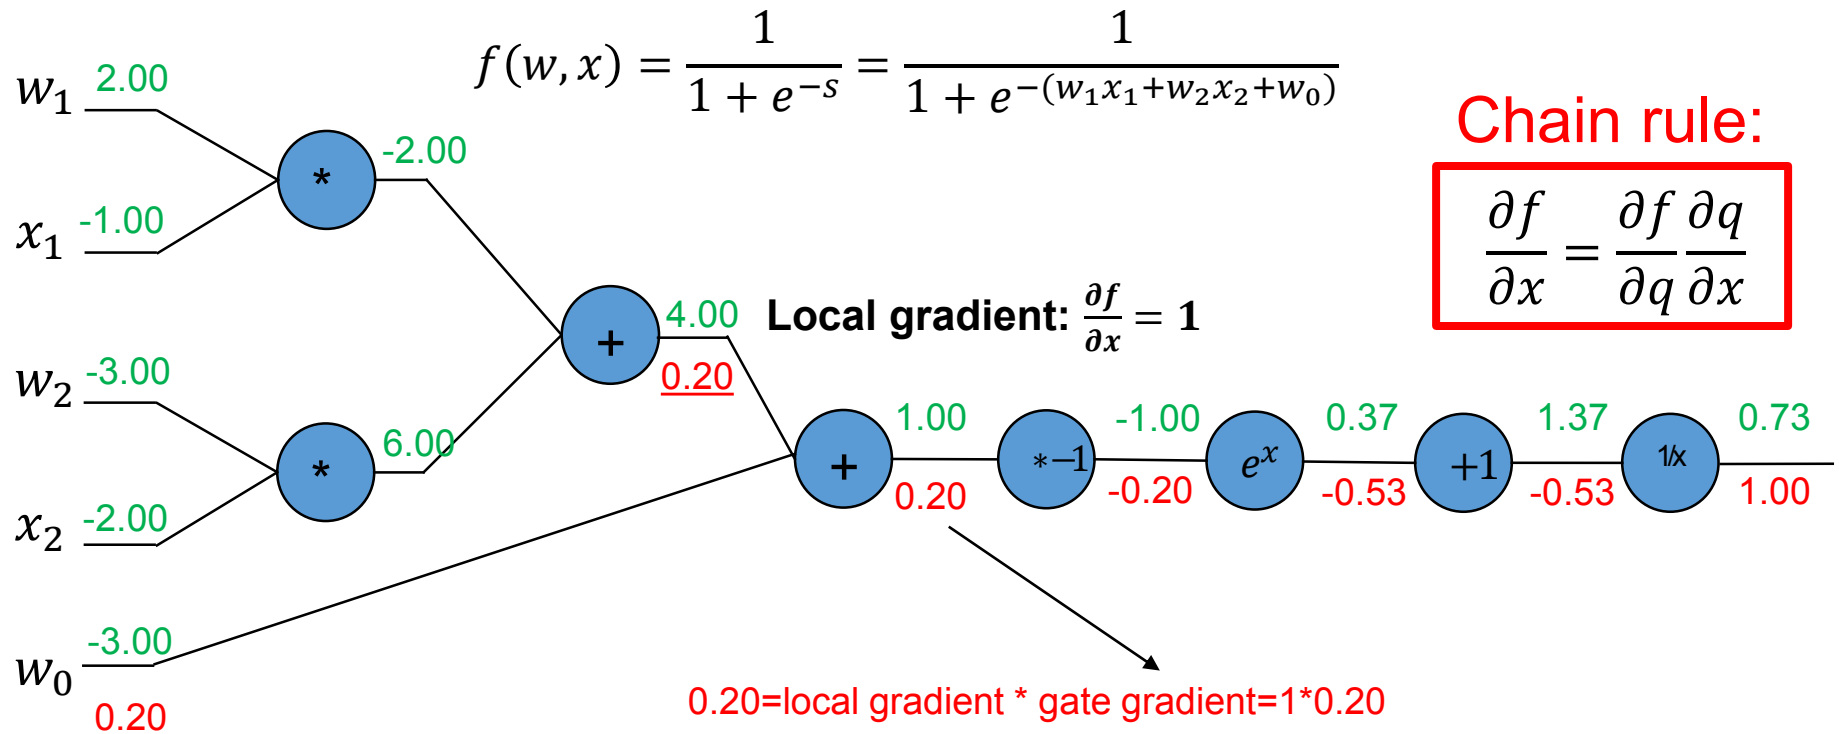 f(w, x) = 1 / (1 + e^{-s}) = 1 / (1 + e^{-(w_1x_1+w_2x_2+w_0)})
Chain rule:
∂f/∂x = ∂f/∂q ∂q/∂x
w_1 2.00
* -2.00
x_1 -1.00
+ 4.00
0.20
Local gradient: ∂f/∂x = 1
w_2 -3.00
* 6.00
x_2 -2.00
+ 1.00 *−1 -1.00 e^x 0.37 +1 1.37 1/x 0.73
0.20 -0.20 -0.53 -0.53 1.00
w_0 -3.00
0.20
0.20=local gradient * gate gradient=1*0.20